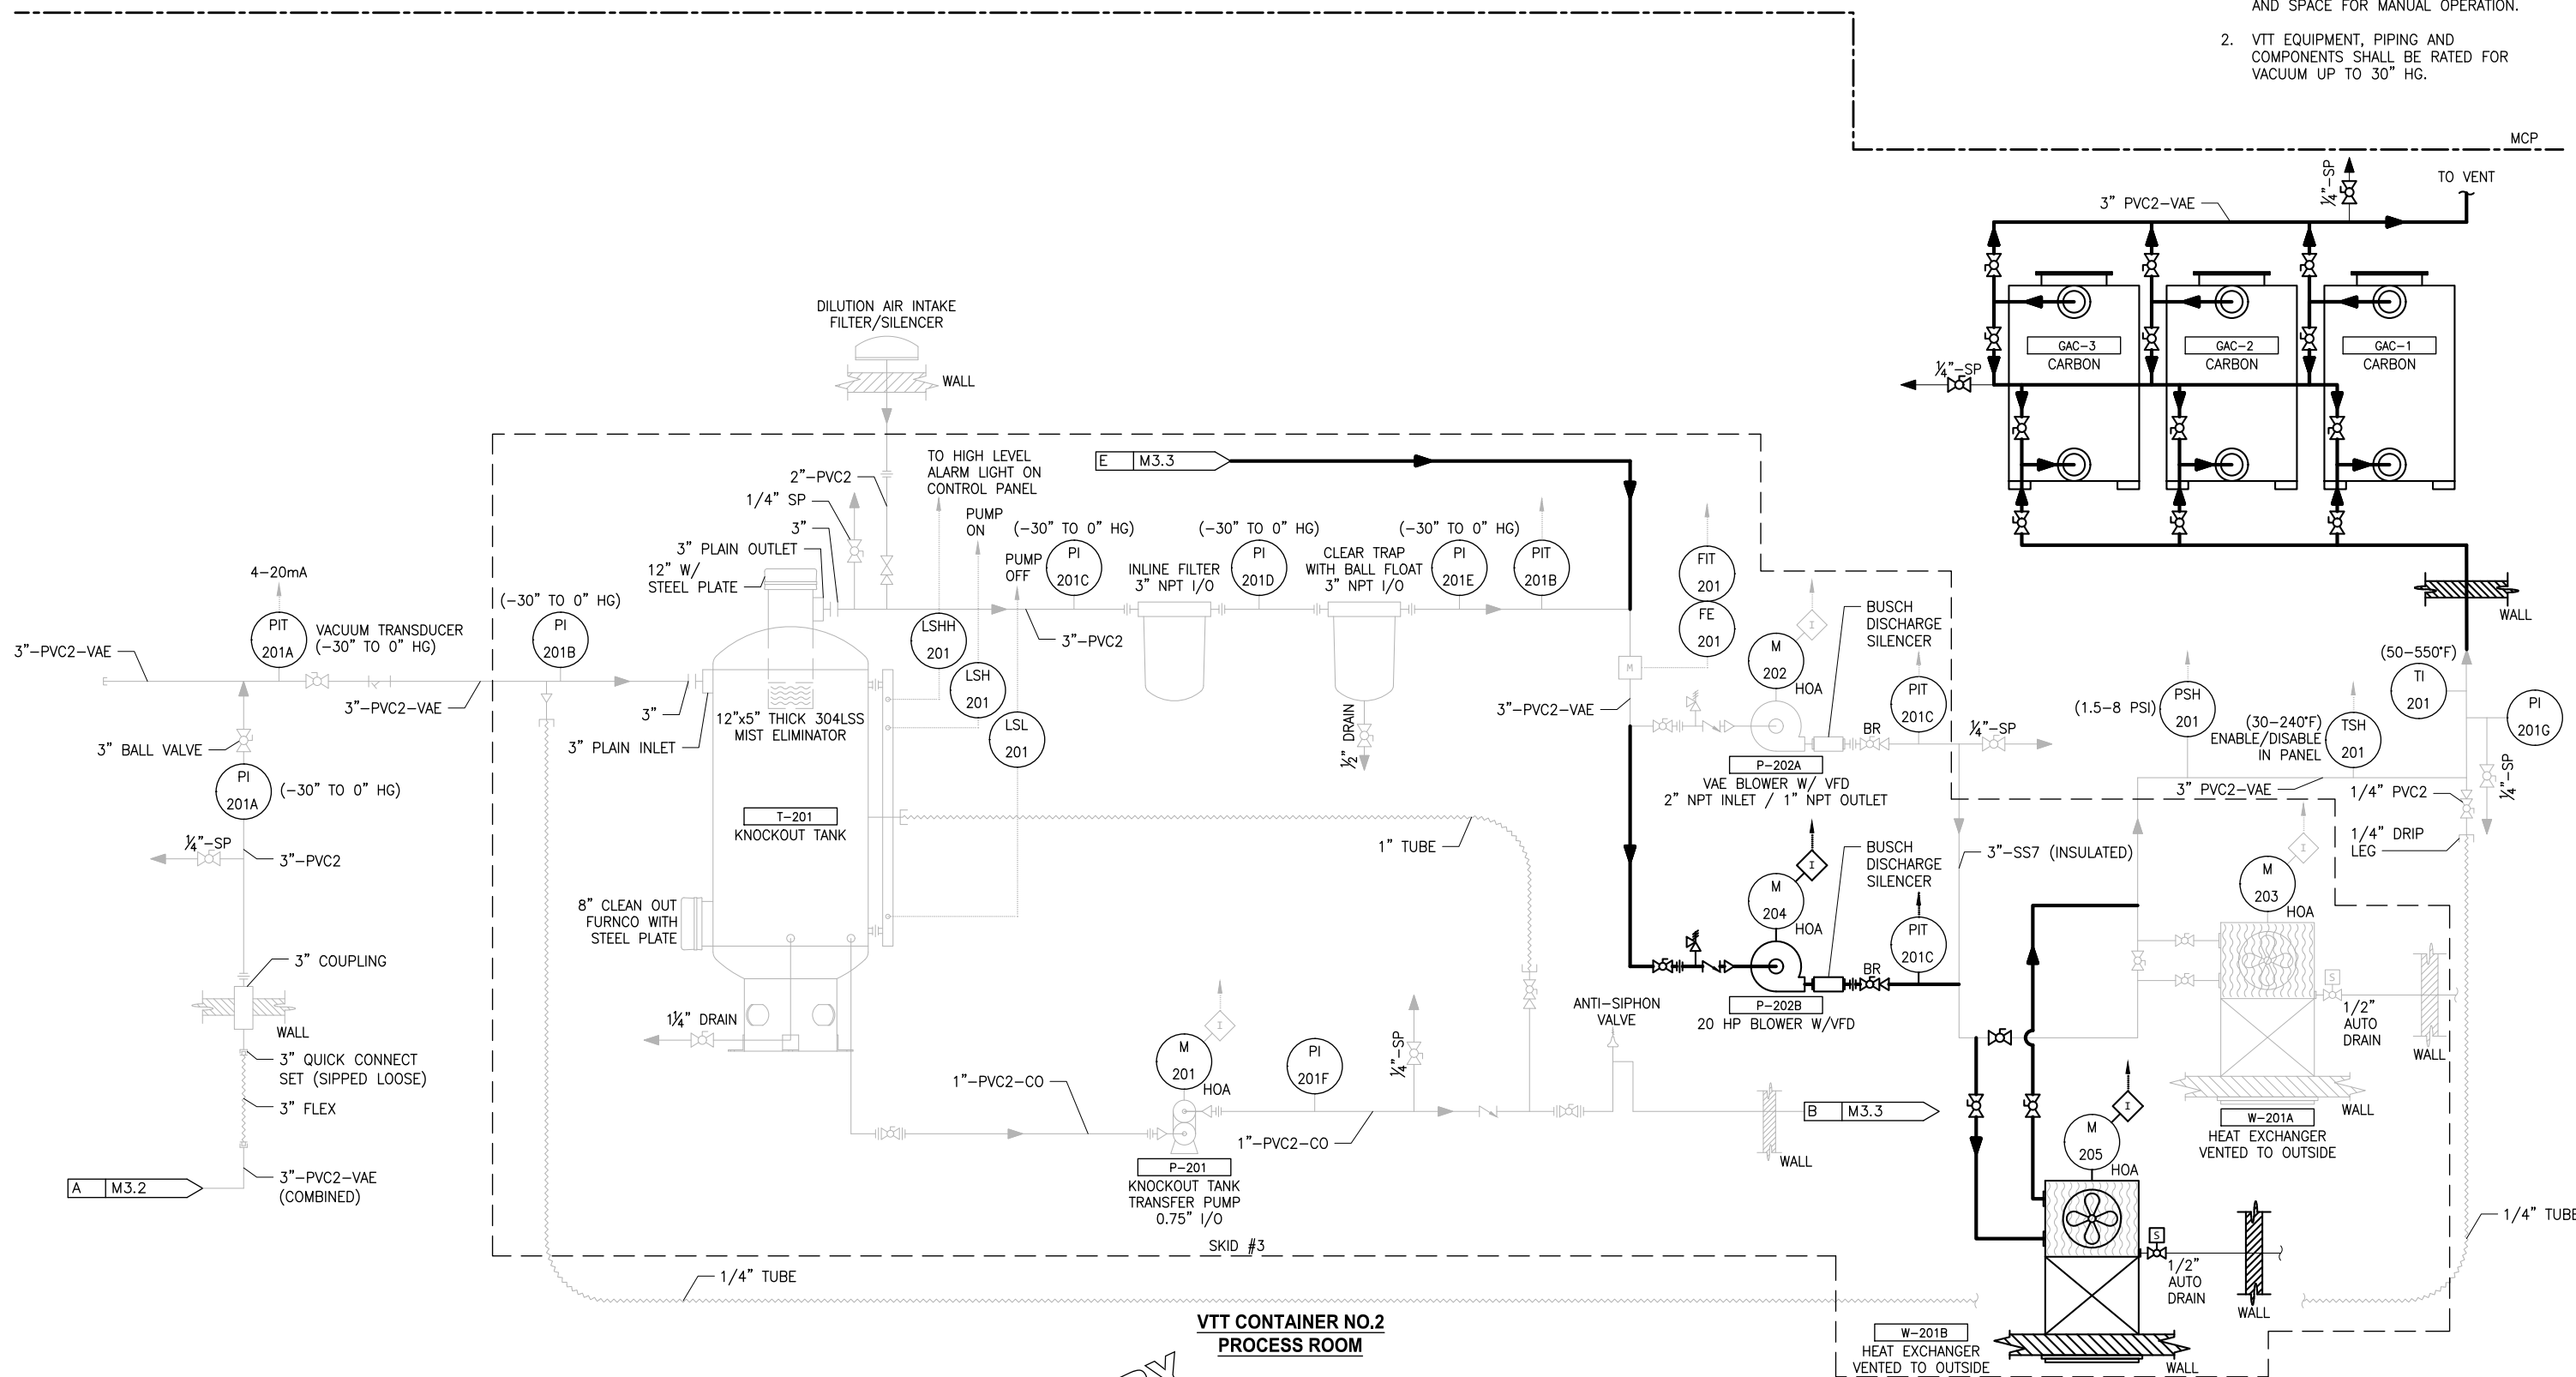 AND SPACE FOR MANUAL OPERATION.
2. VTT EQUIPMENT, PIPING AND
COMPONENTS SHALL BE RATED FOR
VACUUM UP TO 30" HG.
MCP
TO VENT
¼"-SP
3" PVC2-VAE
GAC-3
CARBON
GAC-2
CARBON
GAC-1
CARBON
¼"-SP
WALL
DILUTION AIR INTAKE
FILTER/SILENCER
WALL
TO HIGH LEVEL
ALARM LIGHT ON
CONTROL PANEL
E M3.3
2"-PVC2
1/4" SP
3"
3" PLAIN OUTLET
12" W/
STEEL PLATE
PUMP
ON
PUMP
OFF
(-30" TO 0" HG)
PI
201C
INLINE FILTER
3" NPT I/O
(-30" TO 0" HG)
PI
201D
CLEAR TRAP
WITH BALL FLOAT
3" NPT I/O
(-30" TO 0" HG)
PI
201E
PIT
201B
FIT
201
FE
201
M
4-20mA
PIT
201A
VACUUM TRANSDUCER
(-30" TO 0" HG)
(-30" TO 0" HG)
PI
201B
3"-PVC2-VAE
3"-PVC2-VAE
3"
3" PLAIN INLET
12"x5" THICK 304LSS
MIST ELIMINATOR
LSHH
201
LSH
201
LSL
201
3"-PVC2
½" DRAIN
3"-PVC2-VAE
I
M
202
HOA
BUSCH
DISCHARGE
SILENCER
PIT
201C
BR
¼"-SP
P-202A
VAE BLOWER W/ VFD
2" NPT INLET / 1" NPT OUTLET
(1.5-8 PSI)
PSH
201
(30-240°F)
ENABLE/DISABLE
IN PANEL
TSH
201
(50-550°F)
TI
201
PI
201G
¼"-SP
3" PVC2-VAE
1/4" PVC2
1/4" DRIP
LEG
3" BALL VALVE
PI
201A
(-30" TO 0" HG)
¼"-SP
3"-PVC2
T-201
KNOCKOUT TANK
1" TUBE
8" CLEAN OUT
FURNCO WITH
STEEL PLATE
I
M
204
HOA
BUSCH
DISCHARGE
SILENCER
PIT
201C
BR
P-202B
20 HP BLOWER W/VFD
3"-SS7 (INSULATED)
I
M
203
HOA
S
1/2"
AUTO
DRAIN
WALL
WALL
W-201A
HEAT EXCHANGER
VENTED TO OUTSIDE
3" COUPLING
WALL
3" QUICK CONNECT
SET (SIPPED LOOSE)
3" FLEX
3"-PVC2-VAE
(COMBINED)
A M3.2
1¼" DRAIN
1"-PVC2-CO
I
M
201
HOA
PI
201F
¼"-SP
ANTI-SIPHON
VALVE
1"-PVC2-CO
P-201
KNOCKOUT TANK
TRANSFER PUMP
0.75" I/O
WALL
B M3.3
I
M
205
HOA
S
1/2"
AUTO
DRAIN
WALL
WALL
W-201B
HEAT EXCHANGER
VENTED TO OUTSIDE
1/4" TUBE
SKID #3
1/4" TUBE
VTT CONTAINER NO.2
PROCESS ROOM